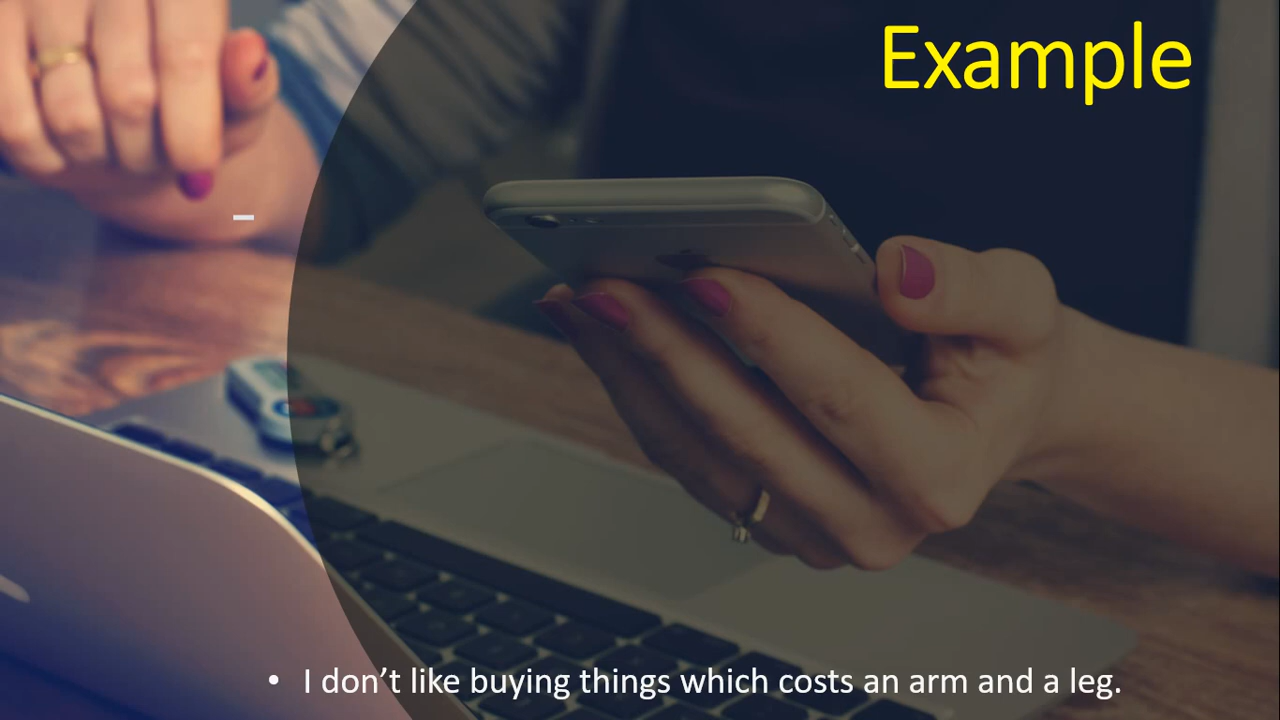 Example
• I don’t like buying things which costs an arm and a leg.